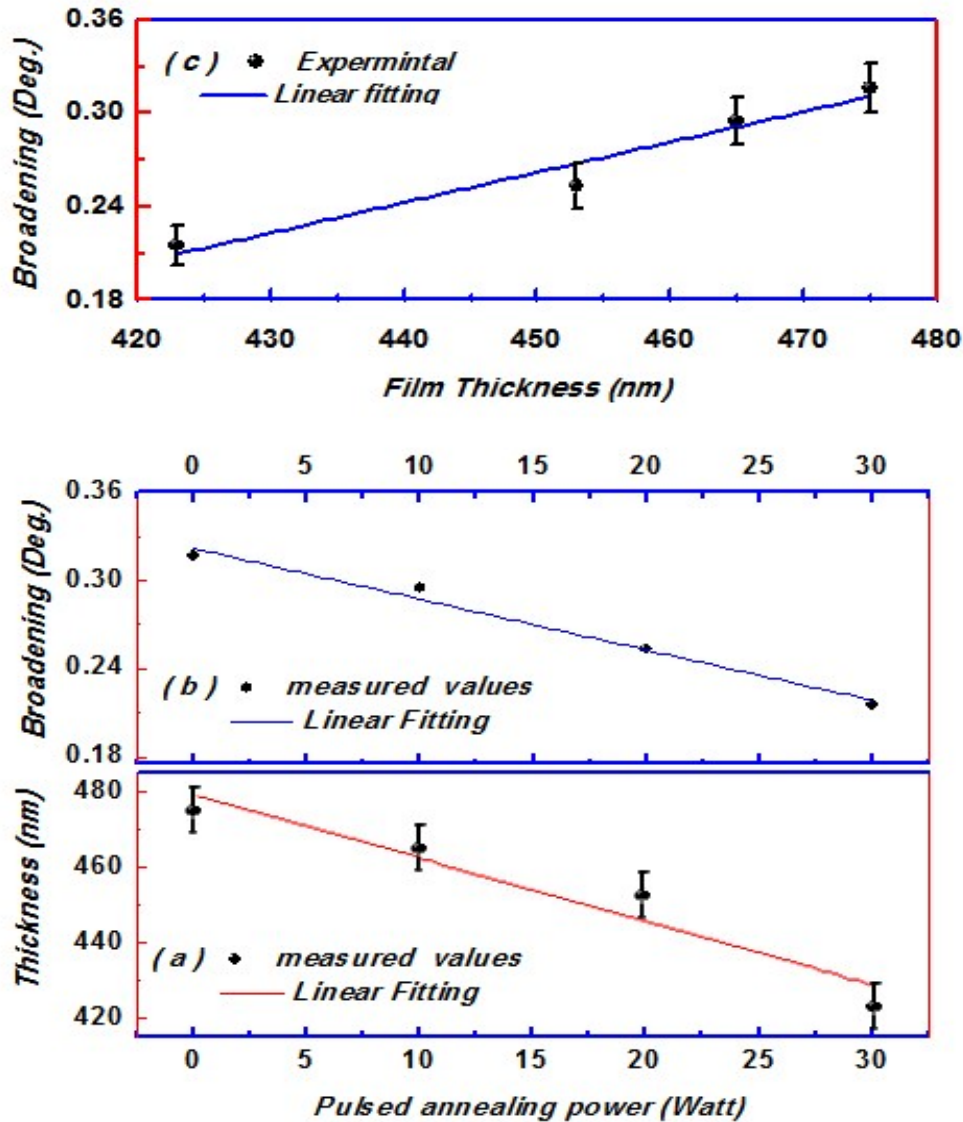 0.36
0.30
0.24
0.18
Broadening (Deg.)
( c ) Expermintal
Linear fitting
420 430 440 450 460 470 480
Film Thickness (nm)
0 5 10 15 20 25 30
0.36
0.30
0.24
0.18
Broadening (Deg.)
( b ) measured values
Linear Fitting
480
460
440
420
Thickness (nm)
( a ) measured values
Linear Fitting
0 5 10 15 20 25 30
Pulsed annealing power (Watt)